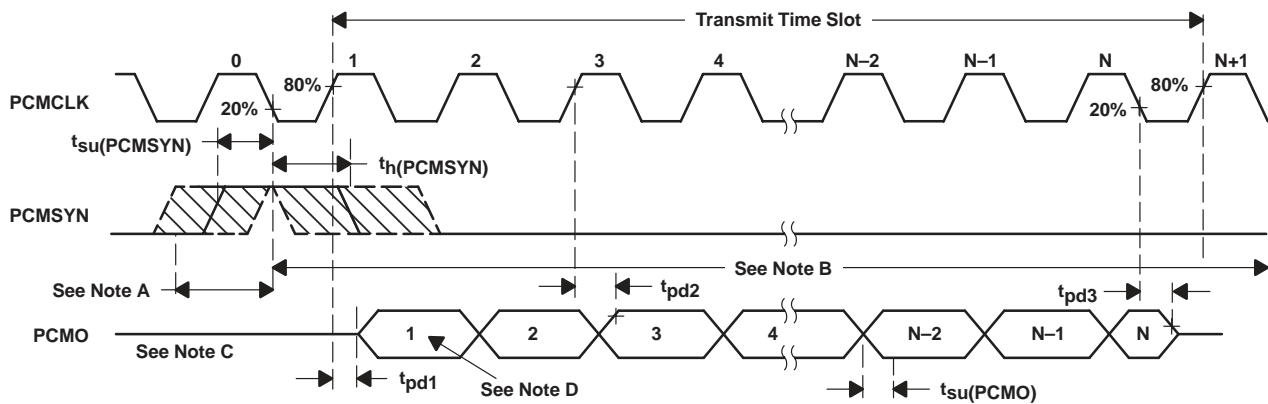 Transmit Time Slot
0 1 2 3 4 N–2 N–1 N N+1
80% 80%
PCMCLK
20% 20%
tsu(PCMSYN)
th(PCMSYN)
PCMSYN
See Note B
See Note A
tpd2
tpd3
PCMO
1 2 3 4 N–2 N–1 N
See Note C
tpd1
See Note D
tsu(PCMO)